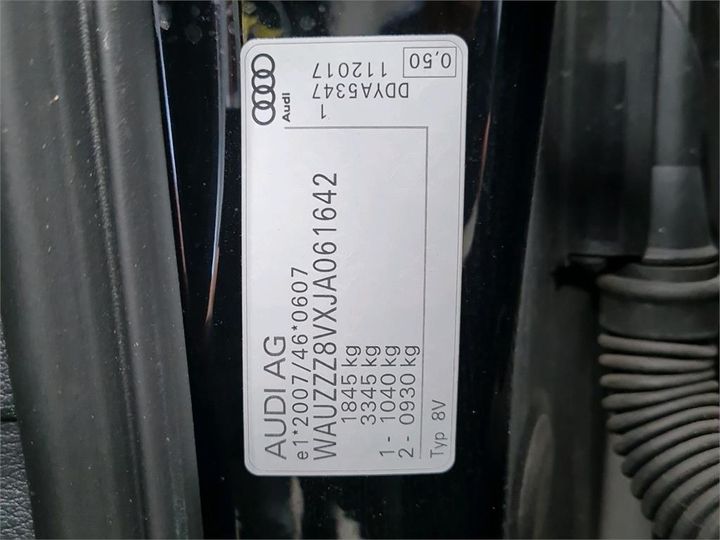 AUDI AG
e1*2007/46*0607
WAUZZZ8VXJA061642
1845 kg
3345 kg
1 - 1040 kg
2 - 0930 kg
Typ 8V
Audi
1
DDYA5347
112017
0,50